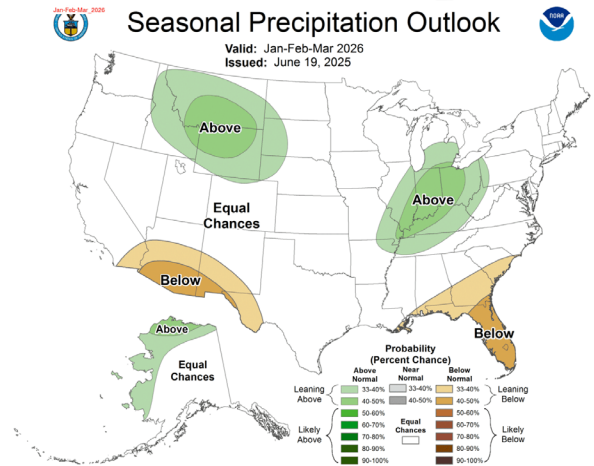 Jan-Feb-Mar_2026
Seasonal Precipitation Outlook
NOAA
Valid: Jan-Feb-Mar 2026
Issued: June 19, 2025
Above
Above
Equal
Chances
Below
Below
Above
Equal
Chances
Probability
(Percent Chance)
Above
Normal
Near
Normal
Below
Normal
Leaning
Above
33-40%
33-40%
33-40%
Leaning
Below
40-50%
40-50%
40-50%
Likely
Above
50-60%
60-70%
70-80%
80-90%
90-100%
Equal
Chances
50-60%
60-70%
70-80%
80-90%
90-100%
Likely
Below